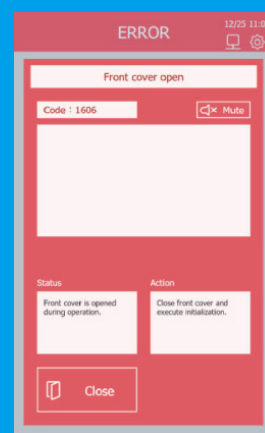 ERROR
12/25 11:0
Front cover open
Code : 1606
Mute
Status
Action
Front cover is opened
during operation.
Close front cover and
execute initialization.
Close